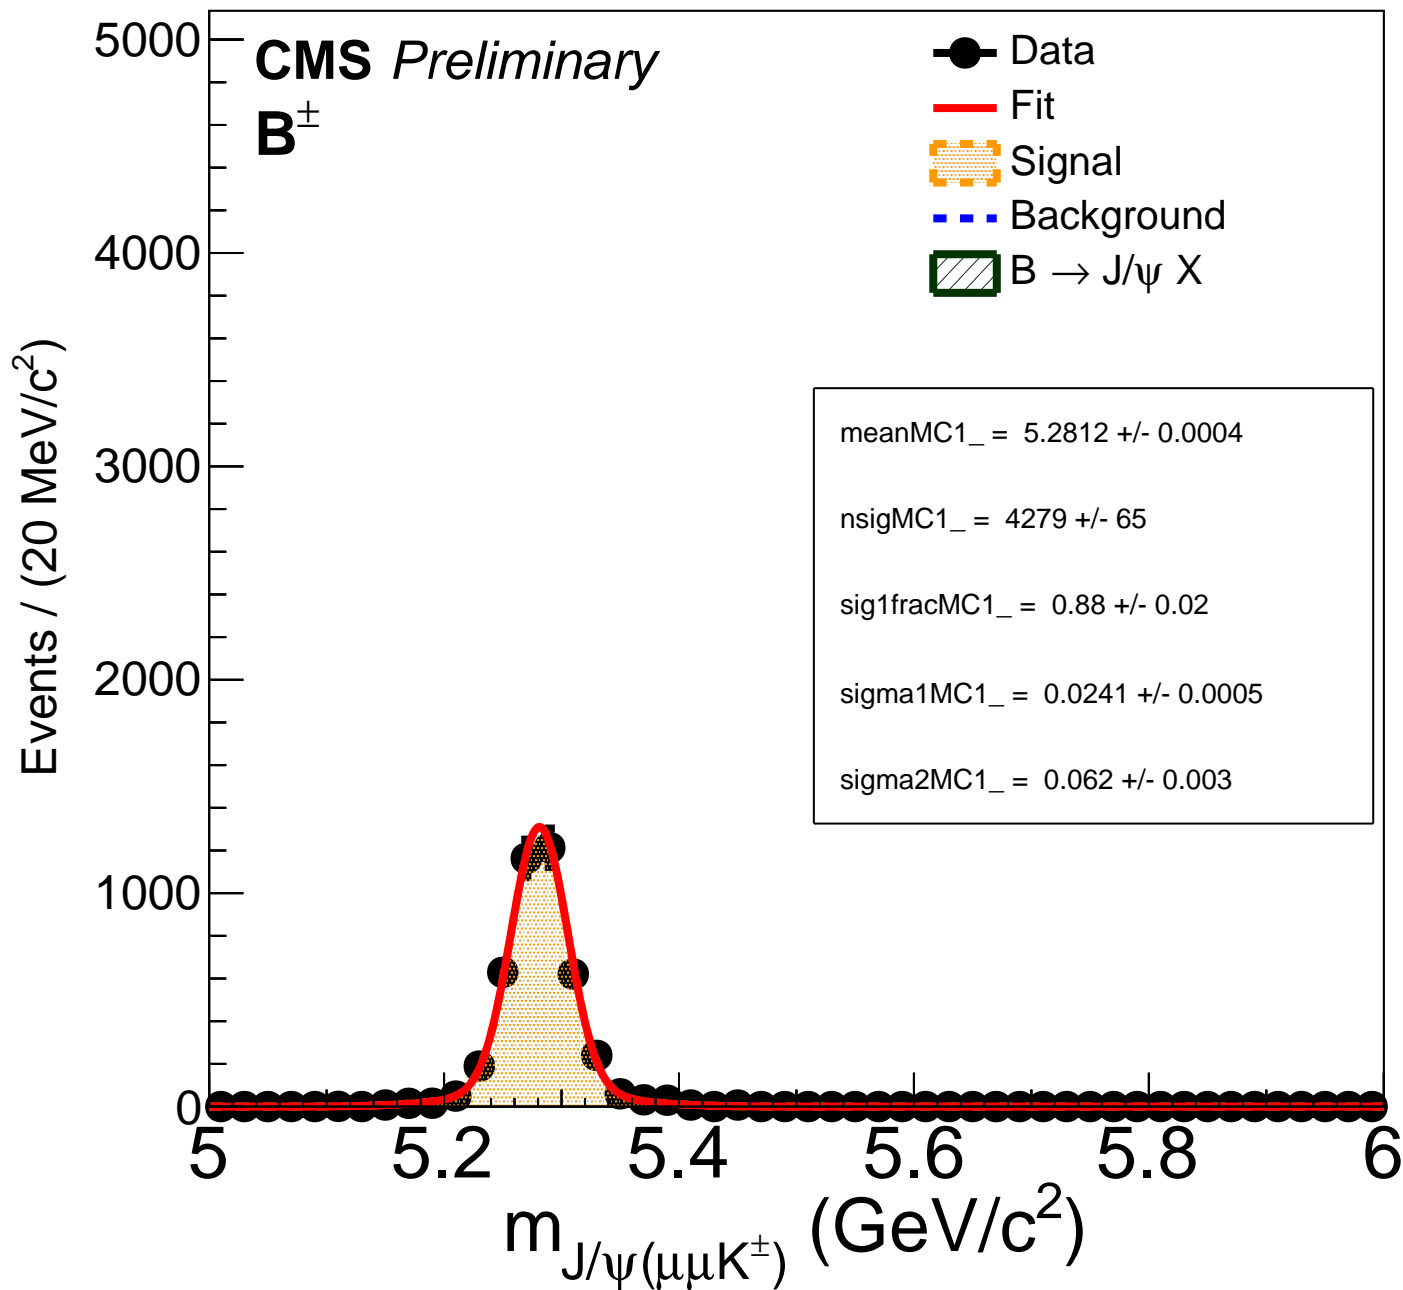 CMS Preliminary
B±
Data
Fit
Signal
Background
B → J/ψ X
meanMC1_ = 5.2812 +/- 0.0004
nsigMC1_ = 4279 +/- 65
sig1fracMC1_ = 0.88 +/- 0.02
sigma1MC1_ = 0.0241 +/- 0.0005
sigma2MC1_ = 0.062 +/- 0.003
Events / (20 MeV/c²)
5000
4000
3000
2000
1000
0
5 5.2 5.4 5.6 5.8 6
m J/ψ(μμK±) (GeV/c²)